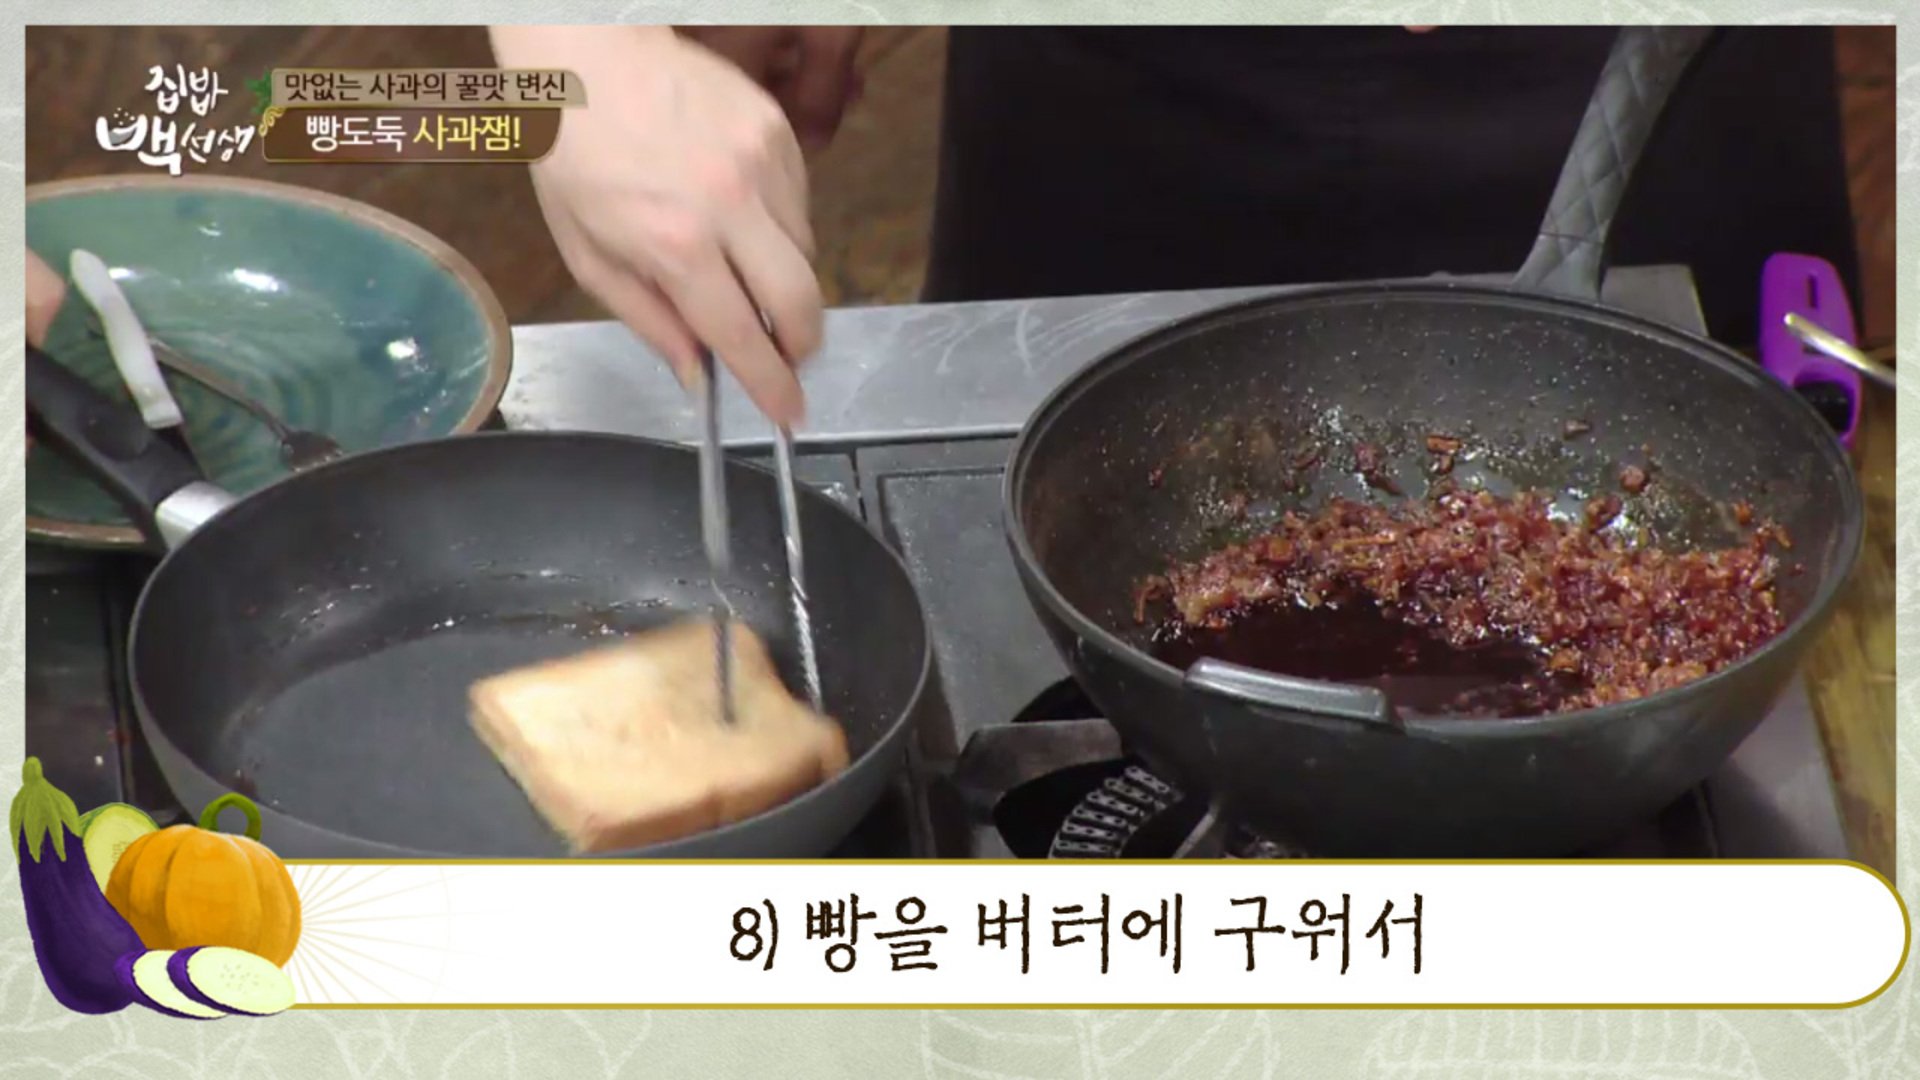 집밥
백선생
맛없는 사과의 꿀맛 변신
빵도둑 사과잼!
8) 빵을 버터에 구워서